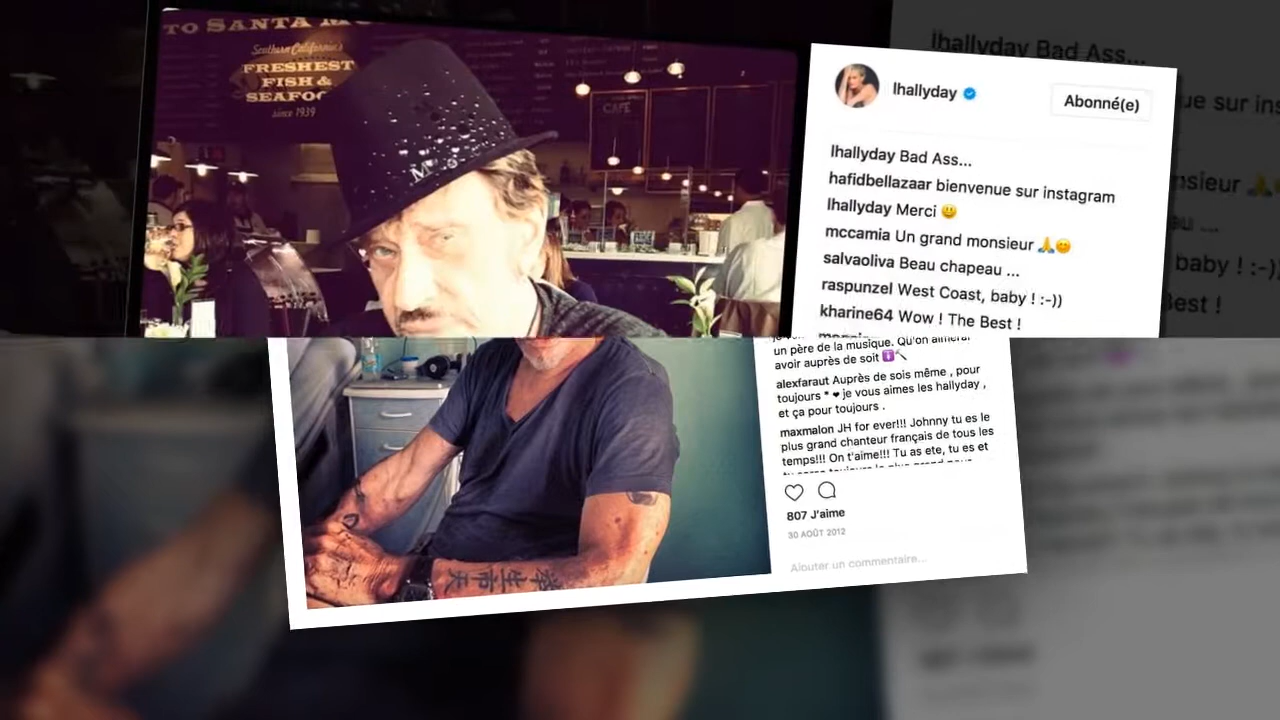 TO SANTA MO
Southern California's
FRESHEST
FISH &
SEAFOO
since 1939
CAFE
lhallyday
Abonné(e)
lhallyday Bad Ass...
hafidbellazaar bienvenue sur instagram
lhallyday Merci 😃
mccamia Un grand monsieur 🙏😊
salvaoliva Beau chapeau ...
raspunzel West Coast, baby ! :-))
kharine64 Wow ! The Best !
lhallyday Bad Ass...
ue sur ins
nsieur 🙏
au ...
baby ! :-)
Best !
un père de la musique. Qu'on aimerai
avoir auprès de soit
alexfaraut Auprès de sois même , pour
toujours * ❤ je vous aimes les hallyday ,
et ça pour toujours .
maxmalon JH for ever!!! Johnny tu es le
plus grand chanteur français de tous les
temps!!! On t'aime!!! Tu as ete, tu es et
807 J'aime
30 AOÛT 2012
Ajouter un commentaire...